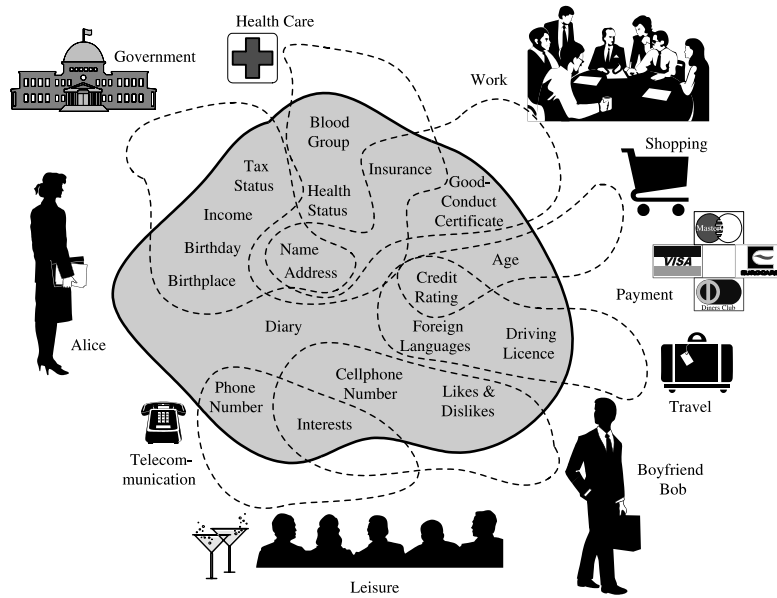 Health Care
Government
Work
Shopping
Blood
Group
Tax
Status
Insurance
Good-
Conduct
Certificate
Health
Status
Income
Birthday
Name
Address
Birthplace
Age
Credit
Rating
VISA
EUROCARD
Diners Club
Payment
Alice
Diary
Foreign
Languages
Driving
Licence
Phone
Number
Cellphone
Number
Likes &
Dislikes
Travel
Interests
Telecom-
munication
Boyfriend
Bob
Leisure